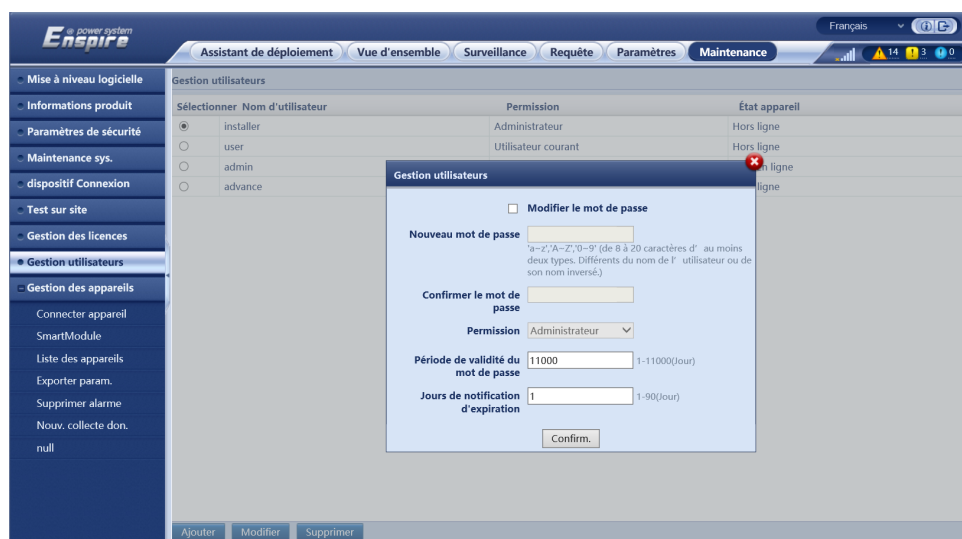 e power system
Enspire
Français
Assistant de déploiement Vue d'ensemble Surveillance Requête Paramètres Maintenance
14 3 0
Mise à niveau logicielle
Informations produit
Paramètres de sécurité
Maintenance sys.
dispositif Connexion
Test sur site
Gestion des licences
Gestion utilisateurs
Gestion des appareils
Connecter appareil
SmartModule
Liste des appareils
Exporter param.
Supprimer alarme
Nouv. collecte don.
null
Gestion utilisateurs
Sélectionner Nom d'utilisateur Permission État appareil
installer Administrateur Hors ligne
user Utilisateur courant Hors ligne
admin ligne
advance ligne
Gestion utilisateurs
Modifier le mot de passe
Nouveau mot de passe
'a~z','A~Z','0~9' (de 8 à 20 caractères d' au moins
deux types. Différents du nom de l' utilisateur ou de
son nom inversé.)
Confirmer le mot de
passe
Permission Administrateur
Période de validité du
mot de passe
11000 1-11000(Jour)
Jours de notification
d'expiration
1 1-90(Jour)
Confirm.
Ajouter Modifier Supprimer